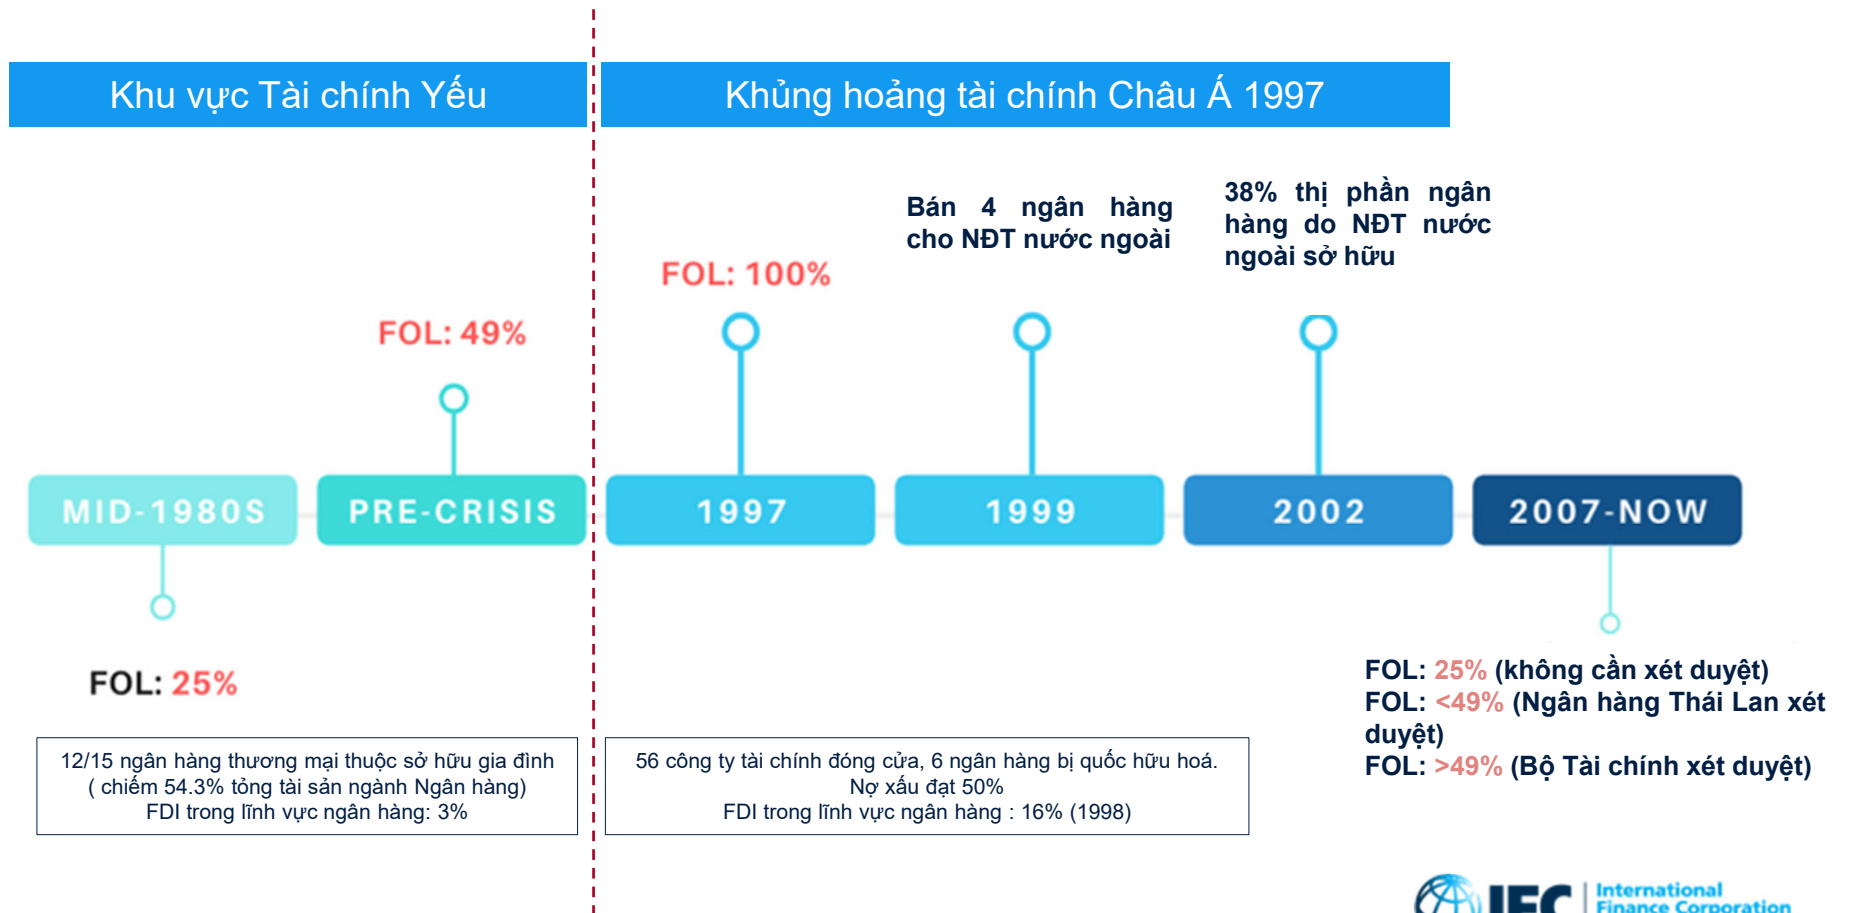 Khu vực Tài chính Yếu
Khủng hoảng tài chính Châu Á 1997
FOL: 49%
FOL: 100%
Bán 4 ngân hàng
cho NĐT nước ngoài
38% thị phần ngân
hàng do NĐT nước
ngoài sở hữu
MID-1980S
PRE-CRISIS
1997
1999
2002
2007-NOW
FOL: 25%
FOL: 25% (không cần xét duyệt)
FOL: <49% (Ngân hàng Thái Lan xét
duyệt)
FOL: >49% (Bộ Tài chính xét duyệt)
12/15 ngân hàng thương mại thuộc sở hữu gia đình
( chiếm 54.3% tổng tài sản ngành Ngân hàng)
FDI trong lĩnh vực ngân hàng: 3%
56 công ty tài chính đóng cửa, 6 ngân hàng bị quốc hữu hoá.
Nợ xấu đạt 50%
FDI trong lĩnh vực ngân hàng : 16% (1998)
IFC
International
Finance Corporation